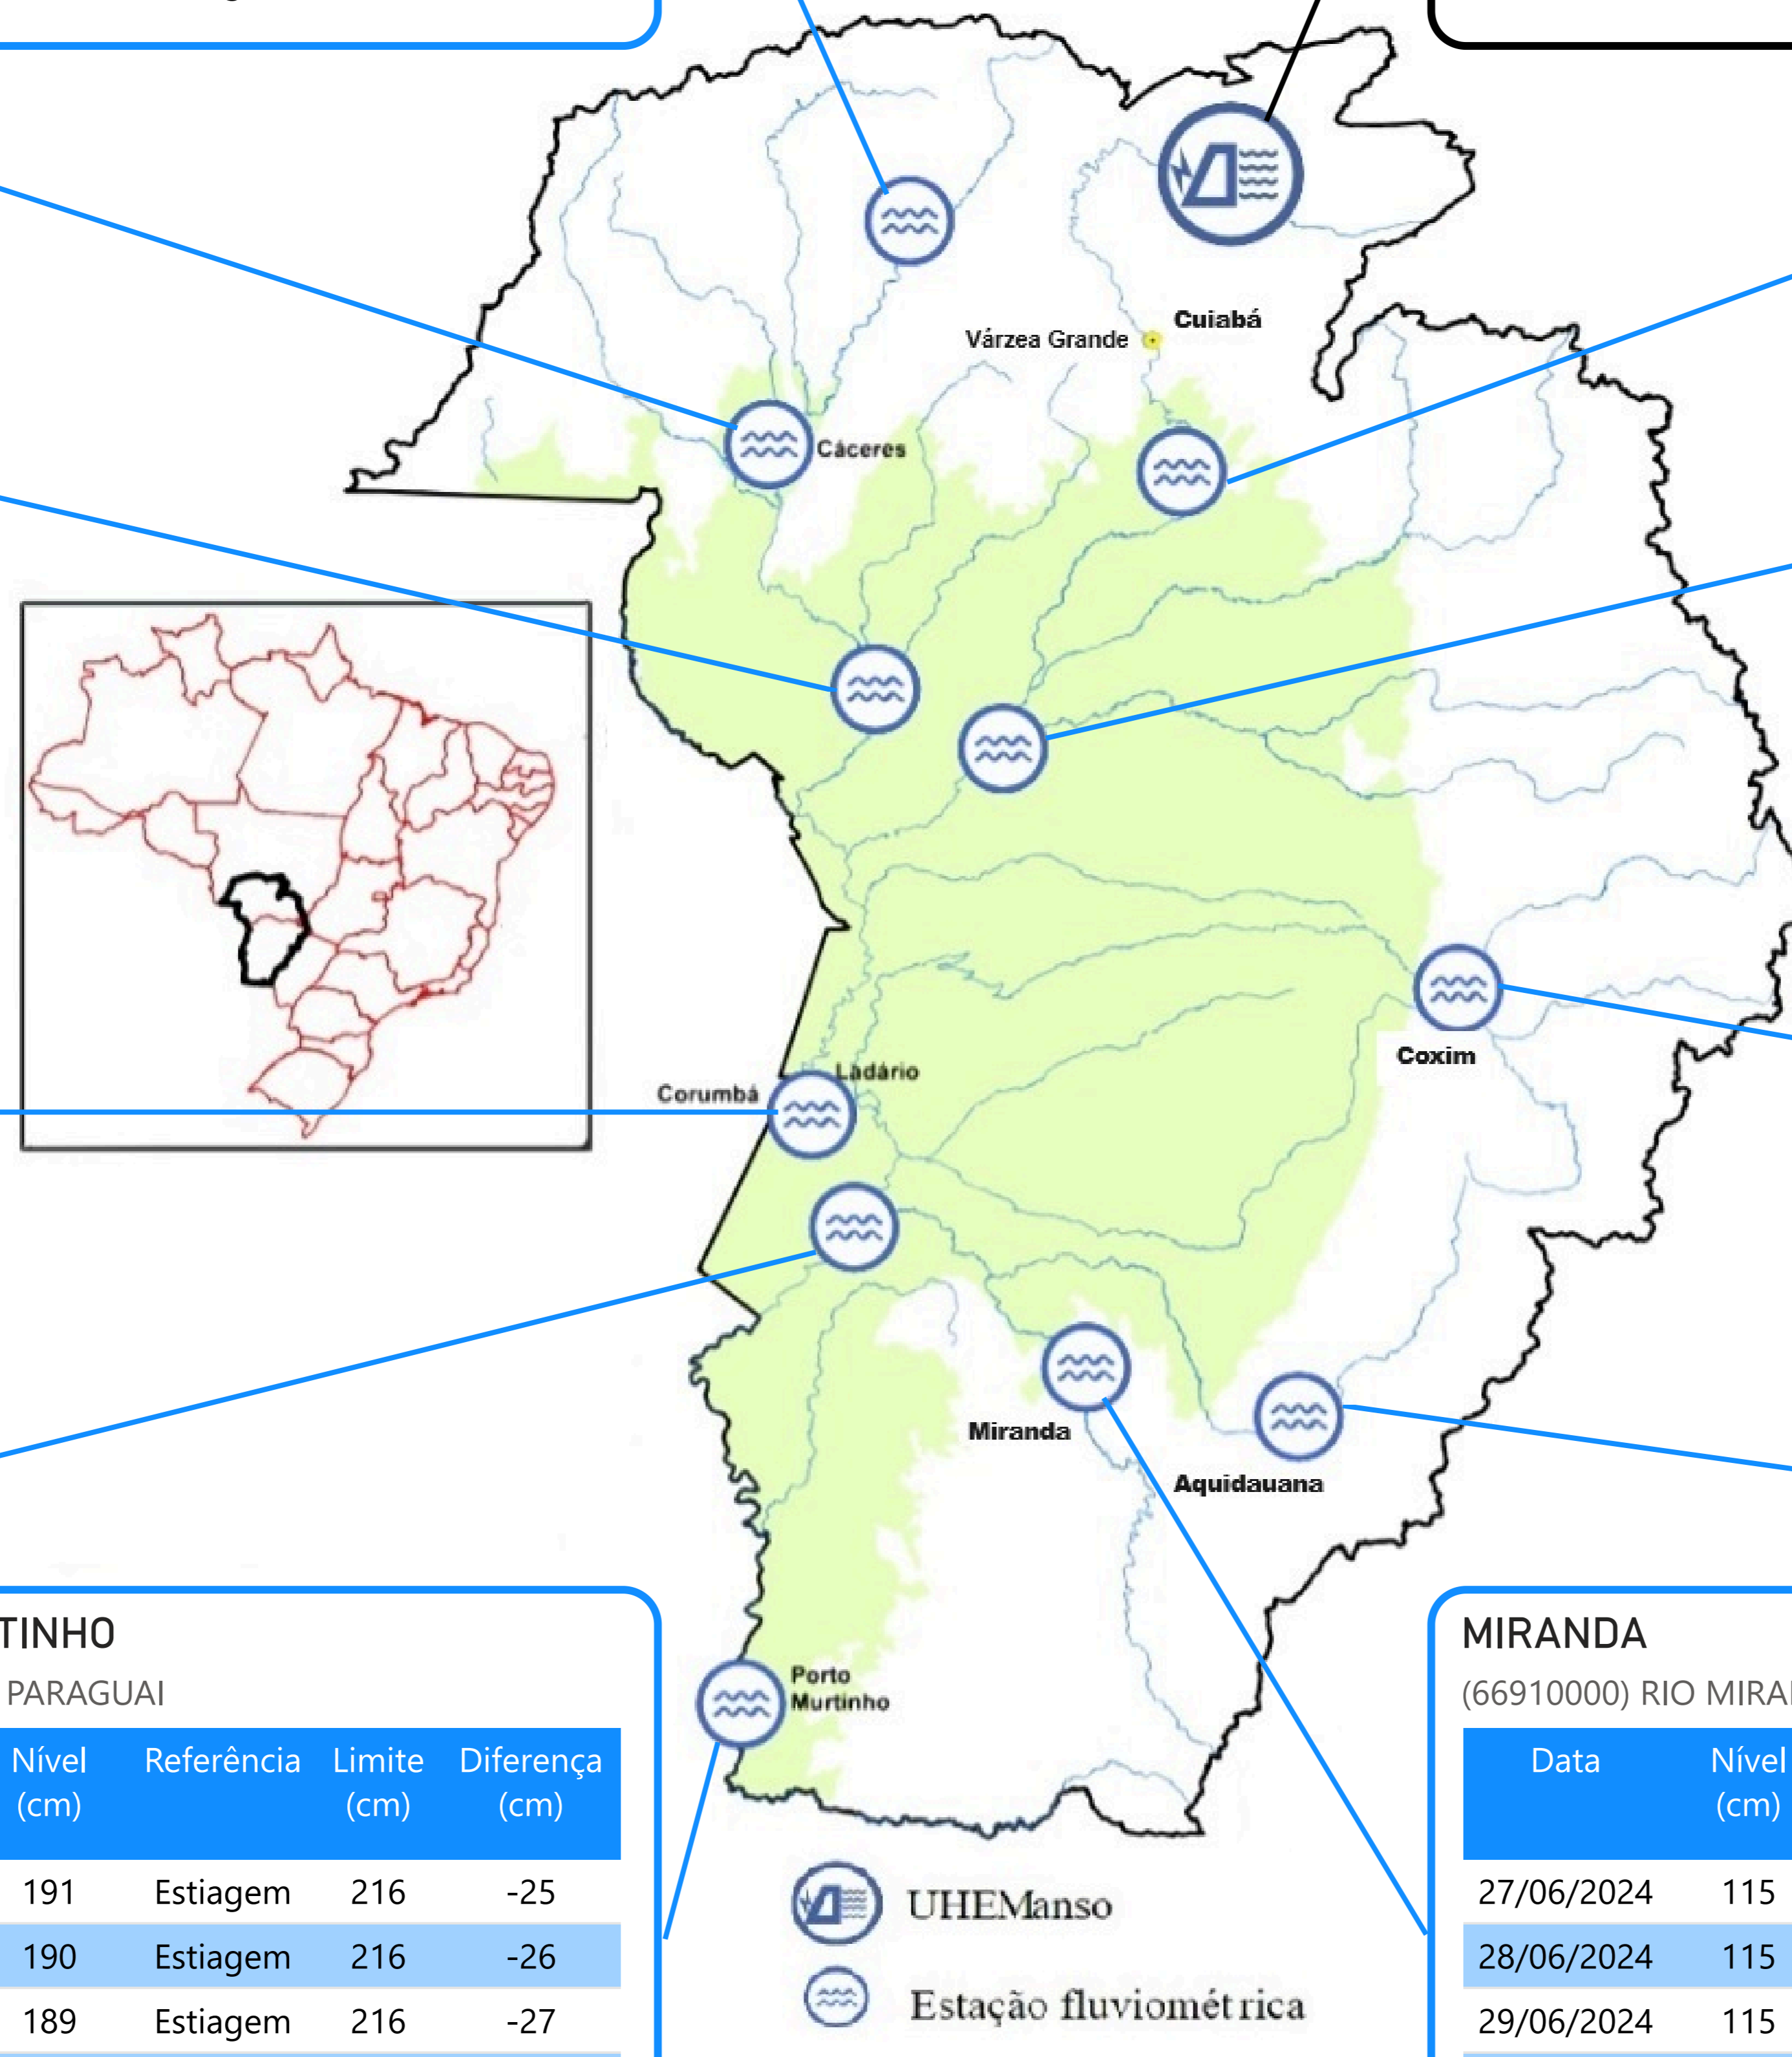 Cuiabá
Várzea Grande
Cáceres
Coxim
Ladário
Corumbá
Miranda
Aquidauana
Porto
Murtinho
TINHO
PARAGUAI
Nível (cm) Referência Limite (cm) Diferença (cm)
191 Estiagem 216 -25
190 Estiagem 216 -26
189 Estiagem 216 -27
UHEManso
Estação fluviométrica
MIRANDA
(66910000) RIO MIRA
Data Nível (cm)
27/06/2024 115
28/06/2024 115
29/06/2024 115